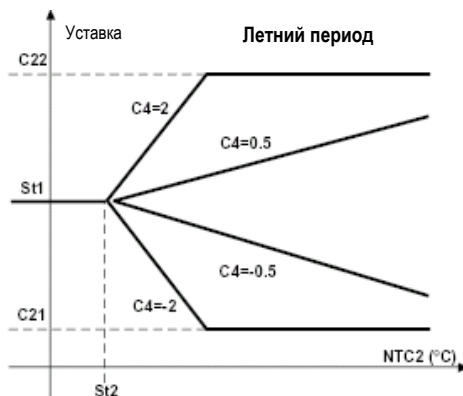 Уставка
Летний период
C22
C4=2
C4=0.5
St1
C4=-0.5
C4=-2
C21
NTC2 (°C)
St2